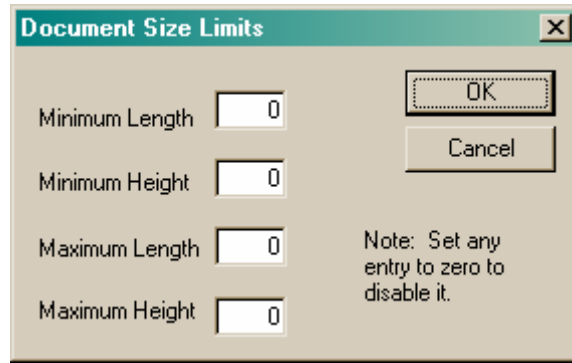 Document Size Limits
Minimum Length 0
OK
Cancel
Minimum Height 0
Maximum Length 0
Note: Set any
entry to zero to
disable it.
Maximum Height 0